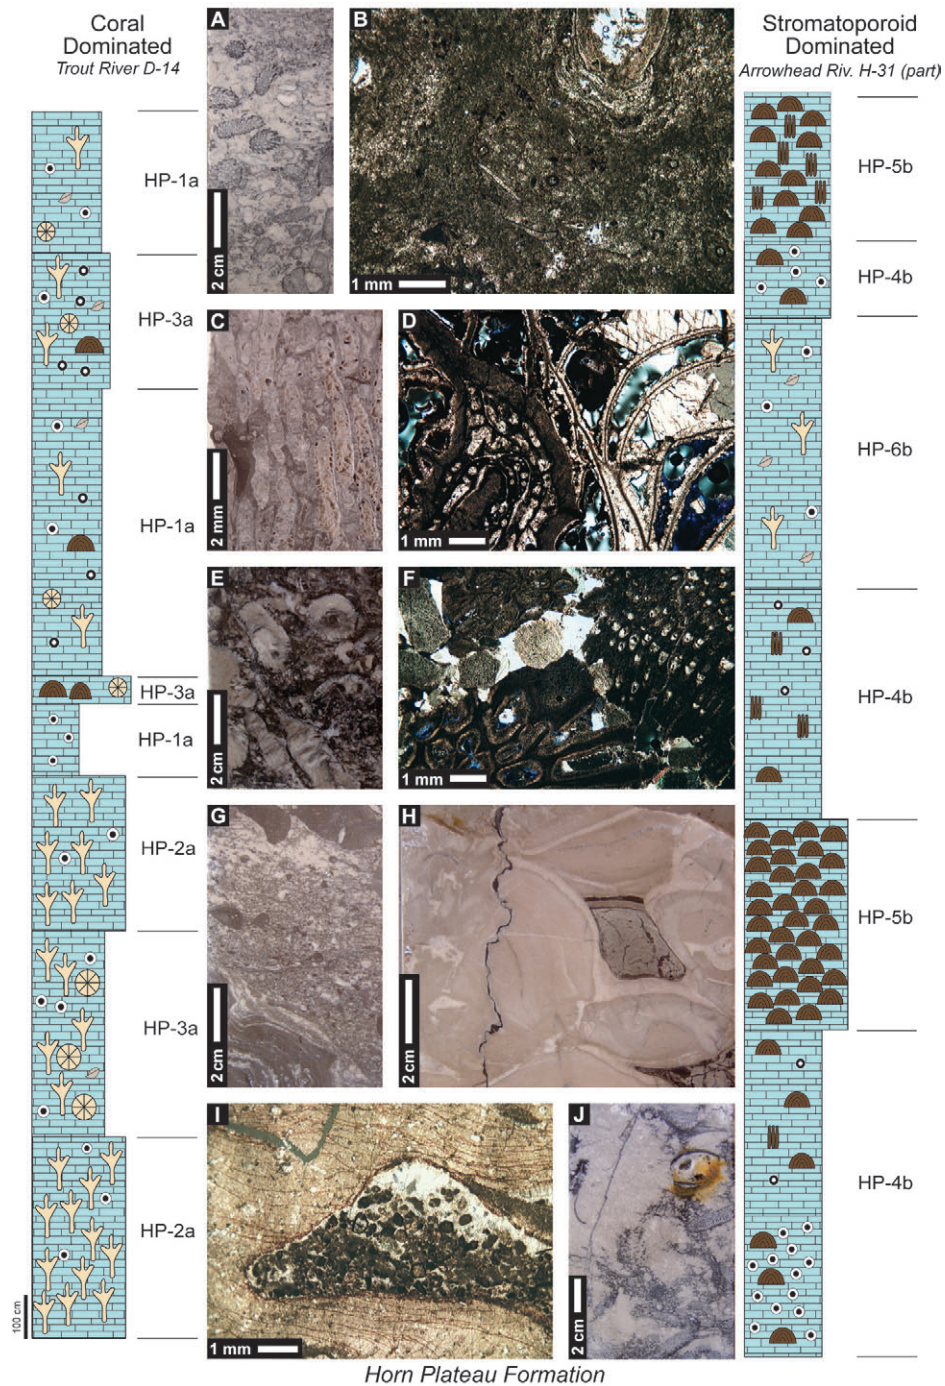 Coral
Dominated
Trout River D-14
HP-1a
HP-3a
HP-1a
HP-3a
HP-1a
HP-2a
HP-3a
HP-2a
100 cm
A
2 cm
B
1 mm
C
2 mm
D
1 mm
E
2 cm
F
1 mm
G
2 cm
H
2 cm
I
1 mm
J
2 cm
Stromatoporoid
Dominated
Arrowhead Riv. H-31 (part)
HP-5b
HP-4b
HP-6b
HP-4b
HP-5b
HP-4b
Horn Plateau Formation